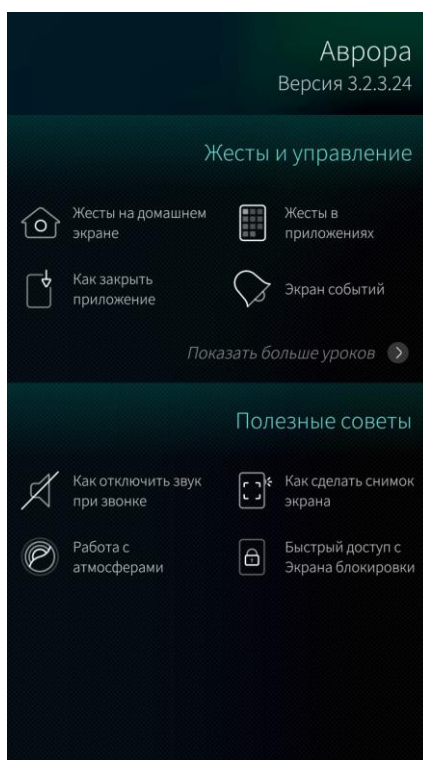 Аврора
Версия 3.2.3.24
Жесты и управление
Жесты на домашнем
экране
Жесты в
приложениях
Как закрыть
приложение
Экран событий
Показать больше уроков
Полезные советы
Как отключить звук
при звонке
Как сделать снимок
экрана
Работа с
атмосферами
Быстрый доступ с
Экрана блокировки